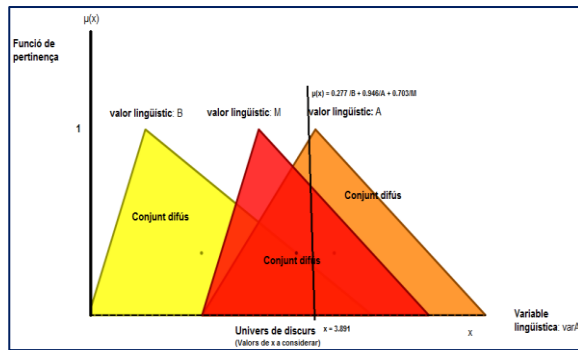 μ(x)
Funció de
pertinença
μ(x) = 0.277 /B + 0.946/A + 0.703/M
valor lingüístic: B
valor lingüístic: M
valor lingüístic: A
1
Conjunt difús
Conjunt difús
Conjunt difús
Univers de discurs
x = 3.891
(Valors de x a considerar)
x
Variable
lingüística: varA